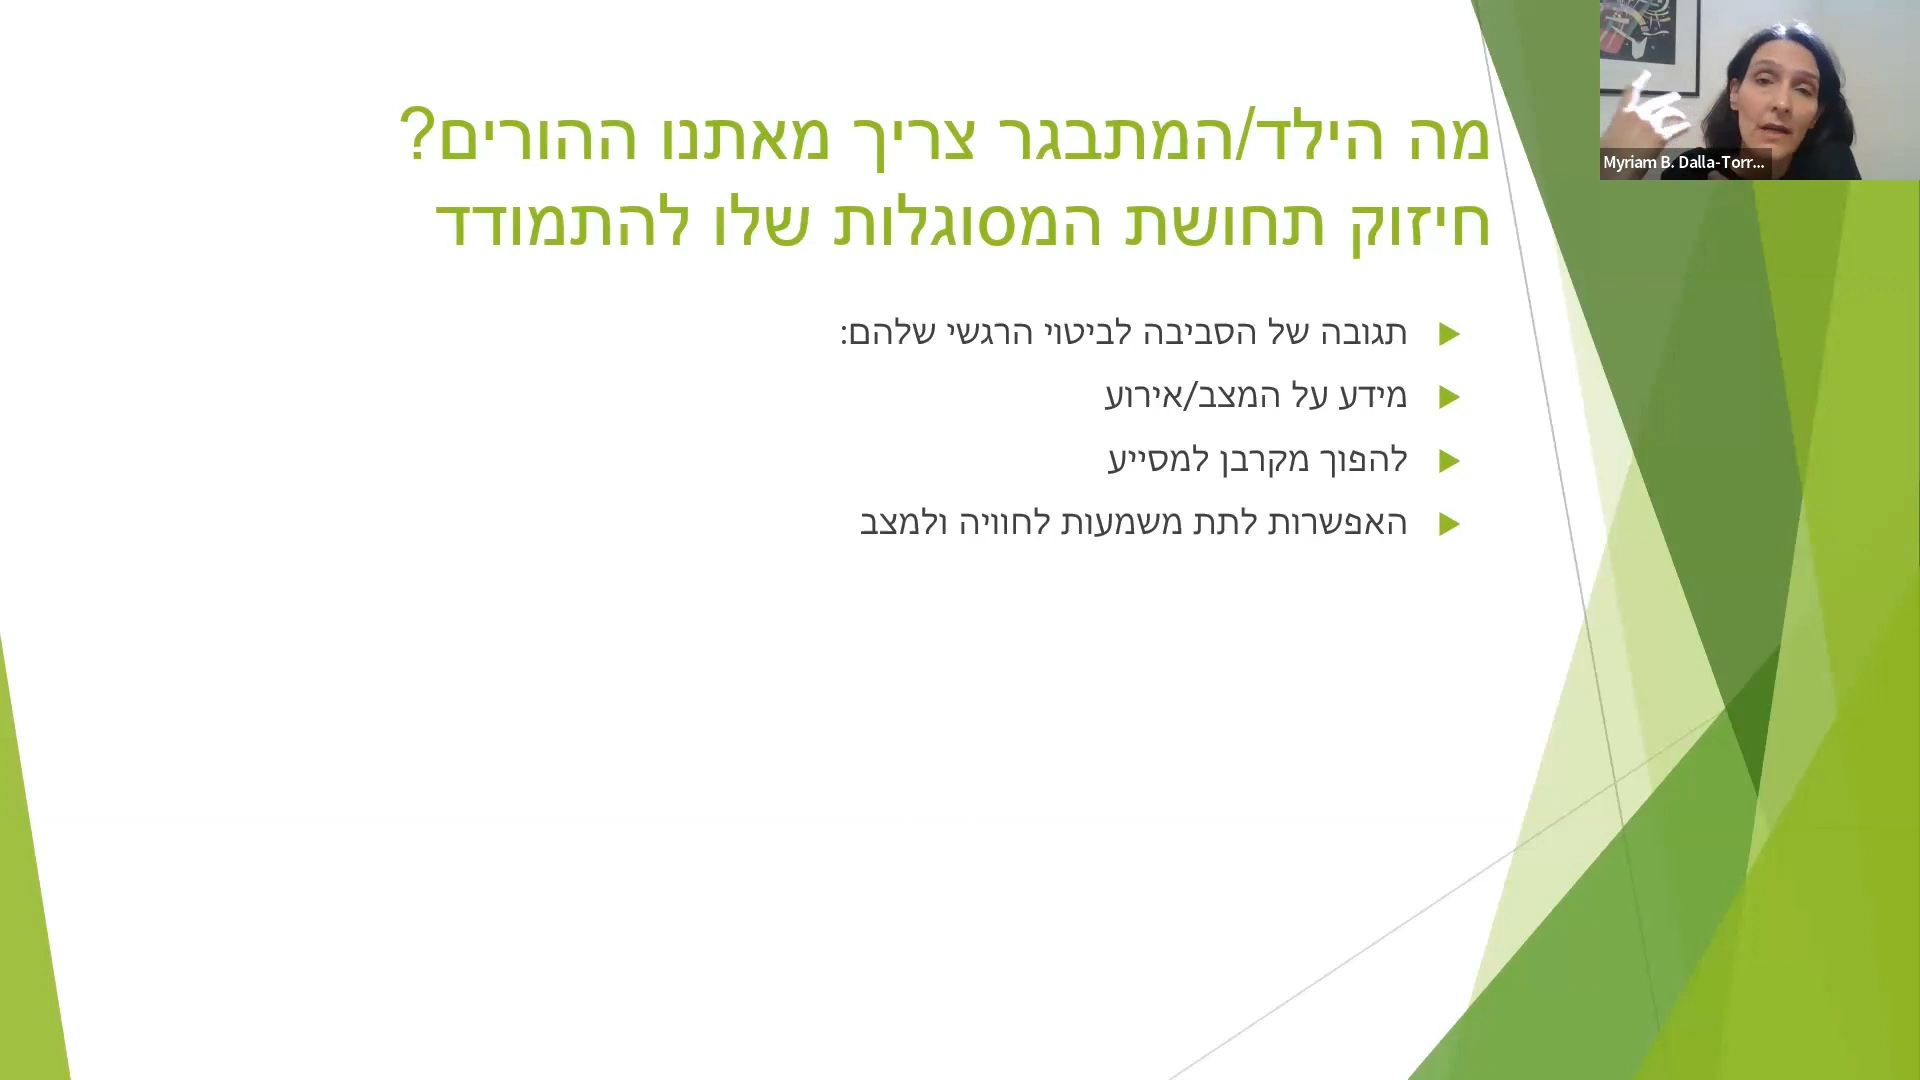 מה הילד/המתבגר צריך מאתנו ההורים?
חיזוק תחושת המסוגלות שלו להתמודד
תגובה של הסביבה לביטוי הרגשי שלהם:
מידע על המצב/אירוע
להפוך מקרבן למסייע
האפשרות לתת משמעות לחוויה ולמצב
Myriam B. Dalla-Torr...